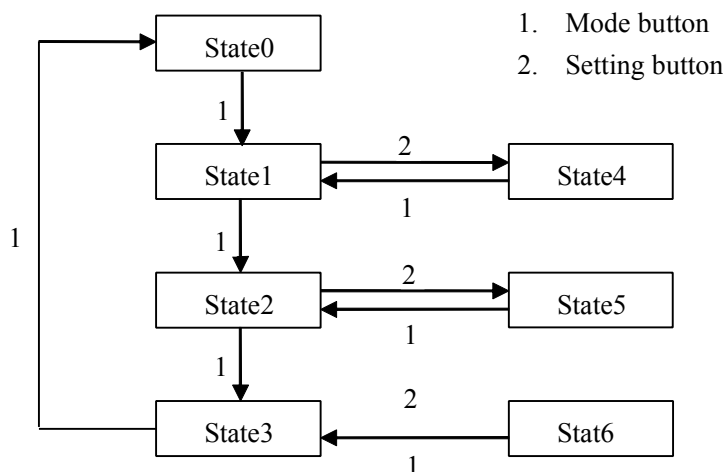 1. Mode button
2. Setting button
State0
1
2
State1
State4
1
1
1
2
State2
State5
1
1
2
State3
Stat6
1